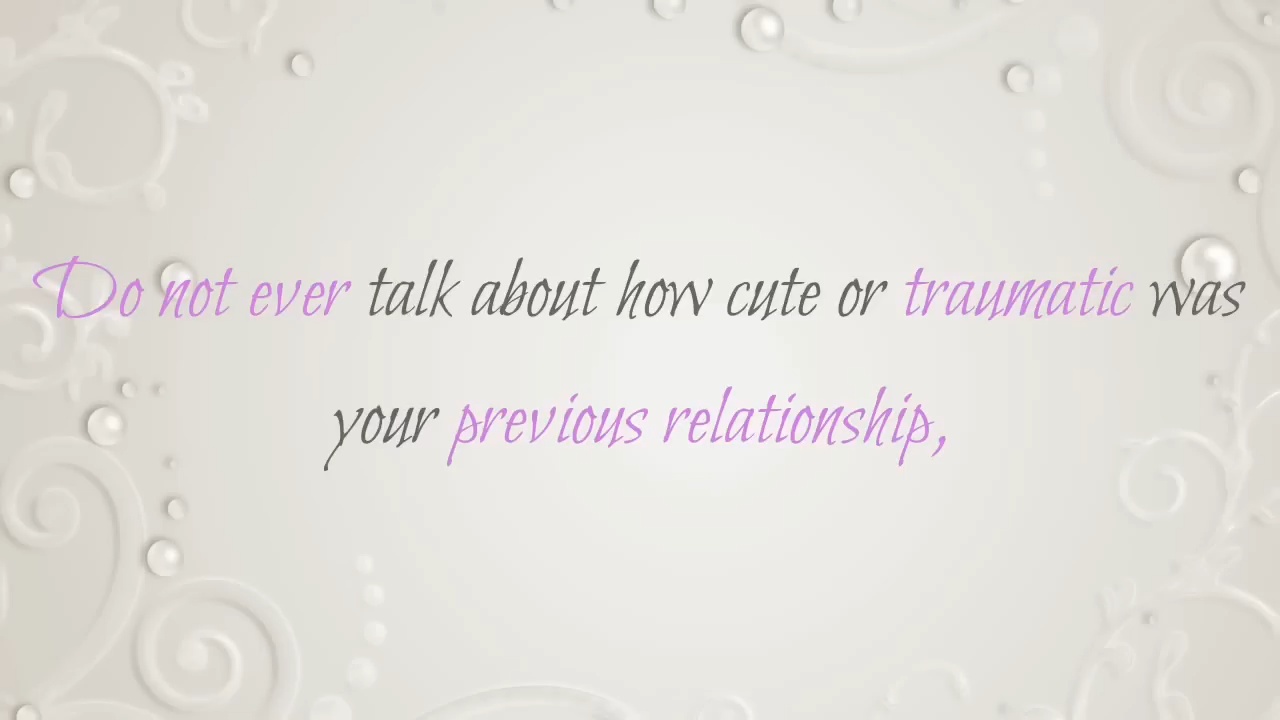 Do not ever talk about how cute or traumatic was
your previous relationship,